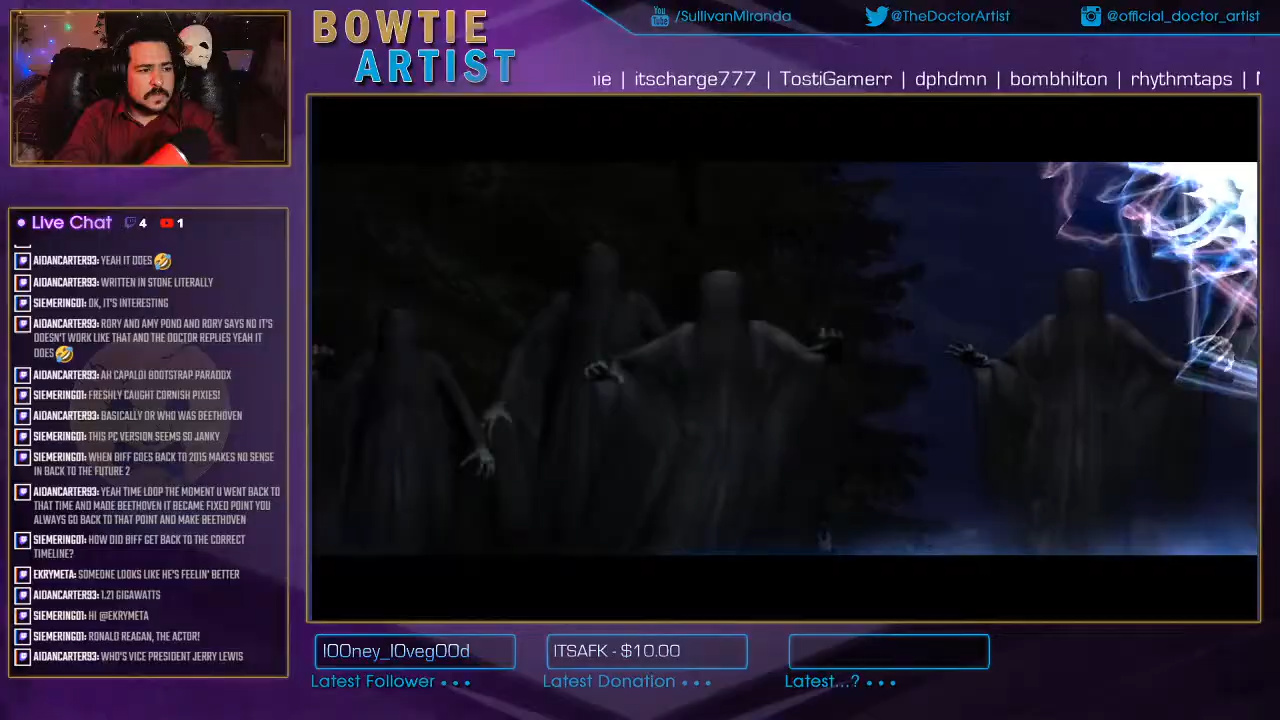 BOWTIE
ARTIST
You Tube /SullivanMiranda
@TheDoctorArtist
@official_doctor_artist
nie | itscharge777 | TostiGamerr | dphdmn | bombhilton | rhythmtaps |
Live Chat 4 1
AIDANCARTER93: YEAH IT DOES 🤣
AIDANCARTER93: WRITTEN IN STONE LITERALLY
SIEMERING01: OK, IT'S INTERESTING
AIDANCARTER93: RORY AND AMY POND AND RORY SAYS NO IT'S
DOESN'T WORK LIKE THAT AND THE DOCTOR REPLIES YEAH IT
DOES 🤣
AIDANCARTER93: AH CAPALDI BOOTSTRAP PARADOX
SIEMERING01: FRESHLY CAUGHT CORNISH PIXIES!
AIDANCARTER93: BASICALLY OR WHO WAS BEETHOVEN
SIEMERING01: THIS PC VERSION SEEMS SO JANKY
SIEMERING01: WHEN BIFF GOES BACK TO 2015 MAKES NO SENSE
IN BACK TO THE FUTURE 2
AIDANCARTER93: YEAH TIME LOOP THE MOMENT U WENT BACK TO
THAT TIME AND MADE BEETHOVEN IT BECAME FIXED POINT YOU
ALWAYS GO BACK TO THAT POINT AND MAKE BEETHOVEN
SIEMERING01: HOW DID BIFF GET BACK TO THE CORRECT
TIMELINE?
EKRYMETA: SOMEONE LOOKS LIKE HE'S FEELIN' BETTER
AIDANCARTER93: 1.21 GIGAWATTS
SIEMERING01: HI @EKRYMETA
SIEMERING01: RONALD REAGAN, THE ACTOR!
AIDANCARTER93: WHO'S VICE PRESIDENT JERRY LEWIS
l00ney_l0veg00d
Latest Follower
ITSAFK - $10.00
Latest Donation
Latest...?